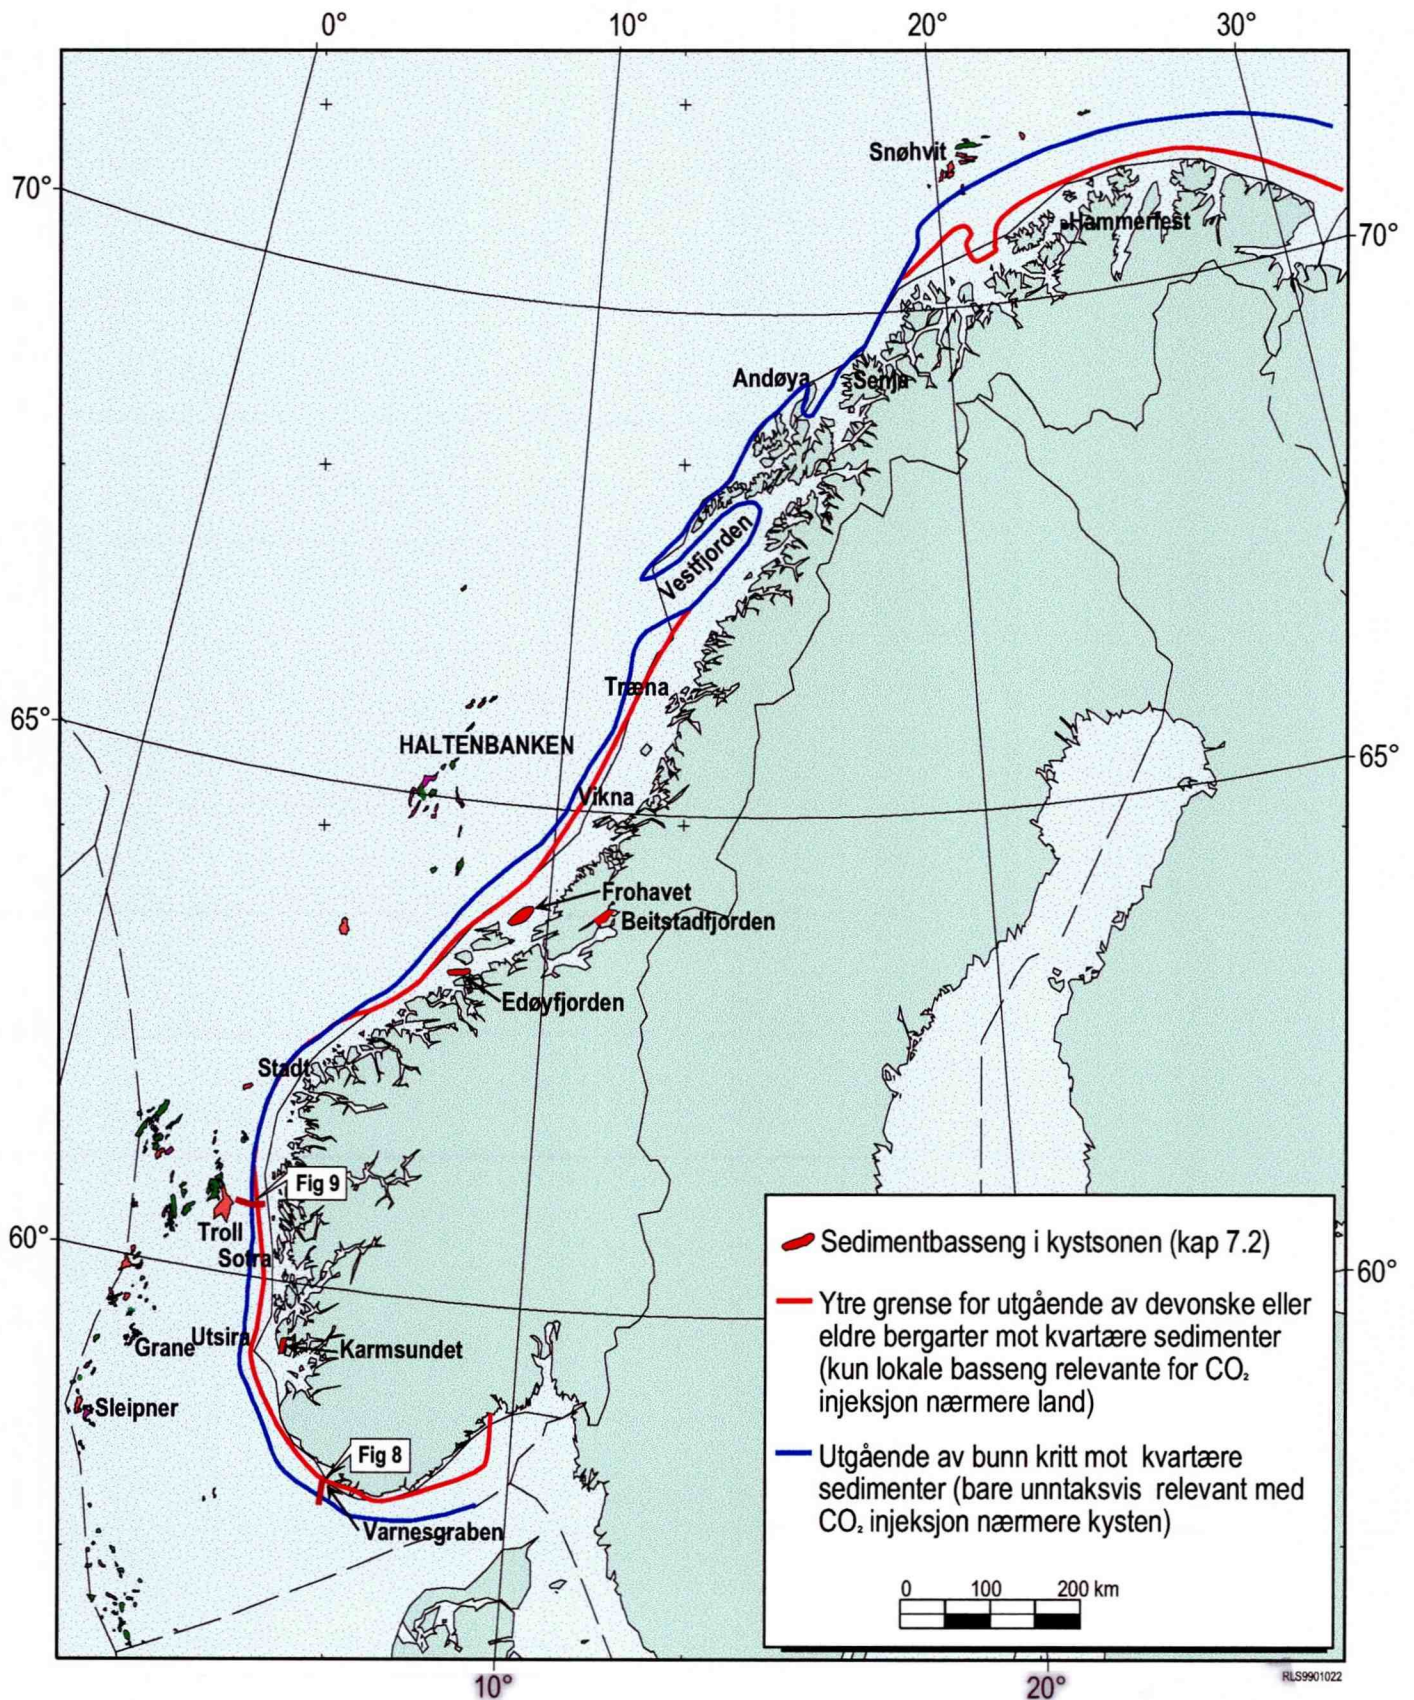 0° 10° 20° 30°
Snøhvit
70°
Hammerfest
70°
Andøya
Senja
Vestfjorden
Træna
65°
HALTENBANKEN
65°
Vikna
Frohavet
Beitstadfjorden
Edøyfjorden
Stadt
Fig 9
Troll
60°
Sotra
60°
Utsira
Grane
Karmsundet
Sleipner
Fig 8
Varnesgraben
Sedimentbasseng i kystsonen (kap 7.2)
Ytre grense for utgående av devonske eller
eldre bergarter mot kvartære sedimenter
(kun lokale basseng relevante for CO₂
injeksjon nærmere land)
Utgående av bunn kritt mot kvartære
sedimenter (bare unntaksvis relevant med
CO₂ injeksjon nærmere kysten)
0 100 200 km
10° 20°
RLS9901022